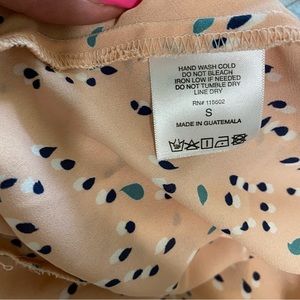 HAND WASH COLD
DO NOT BLEACH
IRON LOW IF NEEDED
DO NOT TUMBLE DRY
LINE DRY
RN# 115602
S
MADE IN GUATEMALA